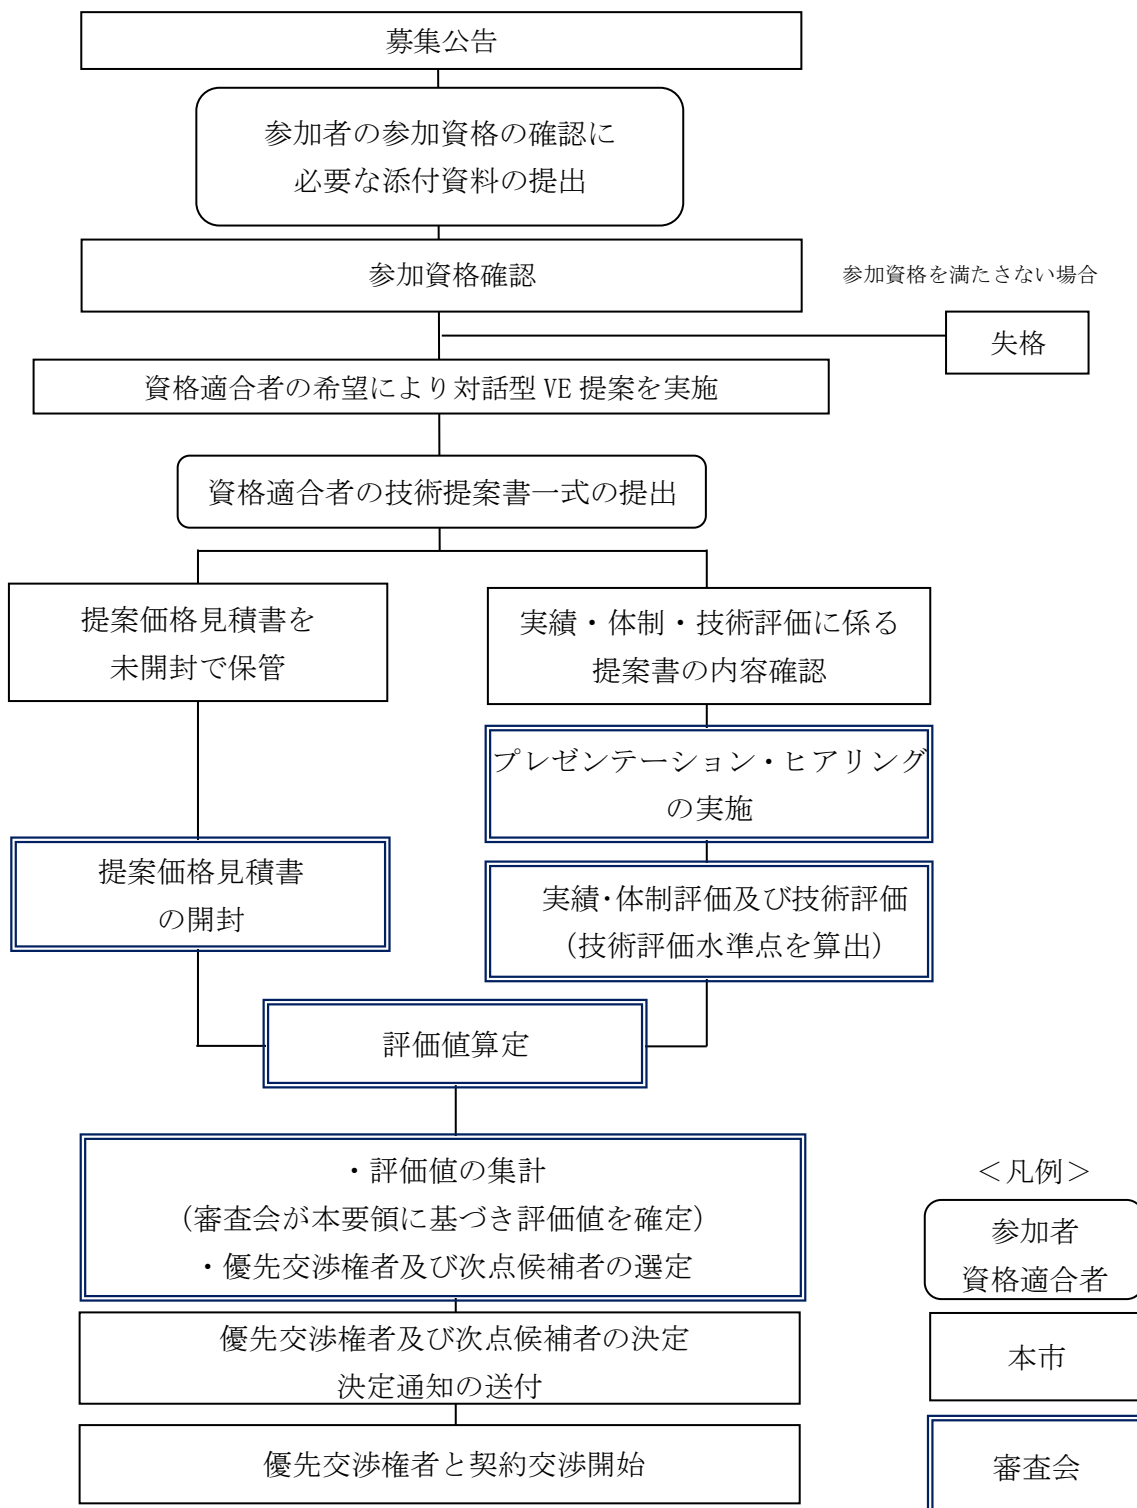 募集公告
参加者の参加資格の確認に
必要な添付資料の提出
参加資格確認
参加資格を満たさない場合
失格
資格適合者の希望により対話型 VE 提案を実施
資格適合者の技術提案書一式の提出
提案価格見積書を
未開封で保管
実績・体制・技術評価に係る
提案書の内容確認
プレゼンテーション・ヒアリング
の実施
提案価格見積書
の開封
実績・体制評価及び技術評価
（技術評価水準点を算出）
評価値算定
・評価値の集計
（審査会が本要領に基づき評価値を確定）
・優先交渉権者及び次点候補者の選定
優先交渉権者及び次点候補者の決定
決定通知の送付
優先交渉権者と契約交渉開始
＜凡例＞
参加者
資格適合者
本市
審査会